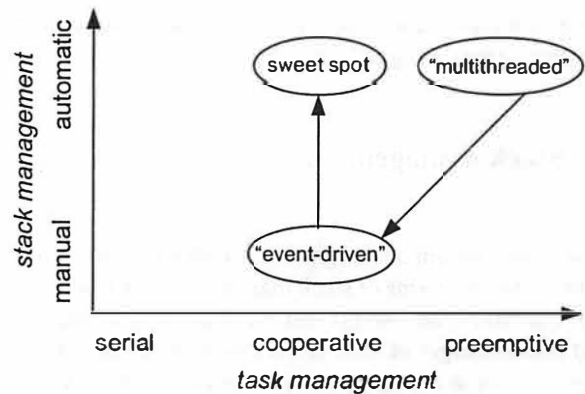 sweet spot
"multithreaded"
automatic
stack management
manual
"event-driven"
serial
cooperative
preemptive
task management